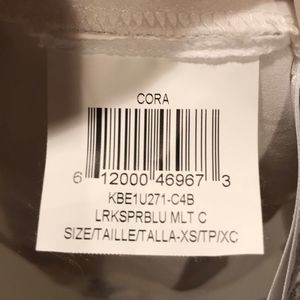 CORA
6 12000 46967 3
KBE1U271-C4B
LRKSPRBLU MLT C
SIZE/TAILLE/TALLA-XS/TP/XC